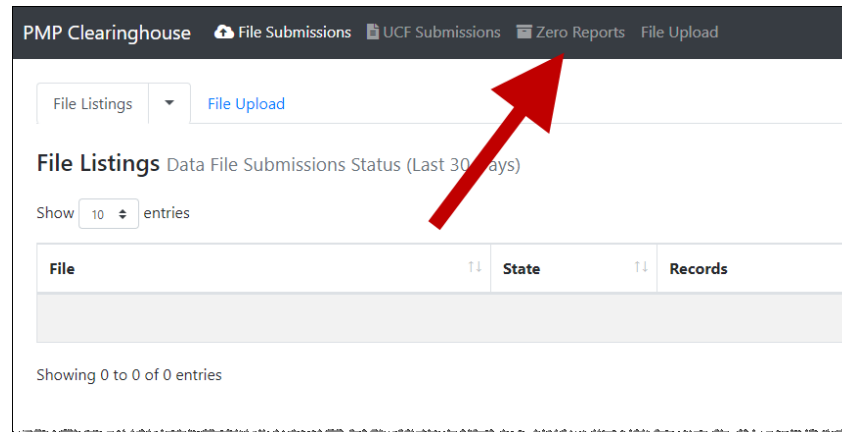 PMP Clearinghouse File Submissions UCF Submissions Zero Reports File Upload
File Listings File Upload
File Listings Data File Submissions Status (Last 30 Days)
Show 10 entries
File State Records
Showing 0 to 0 of 0 entries